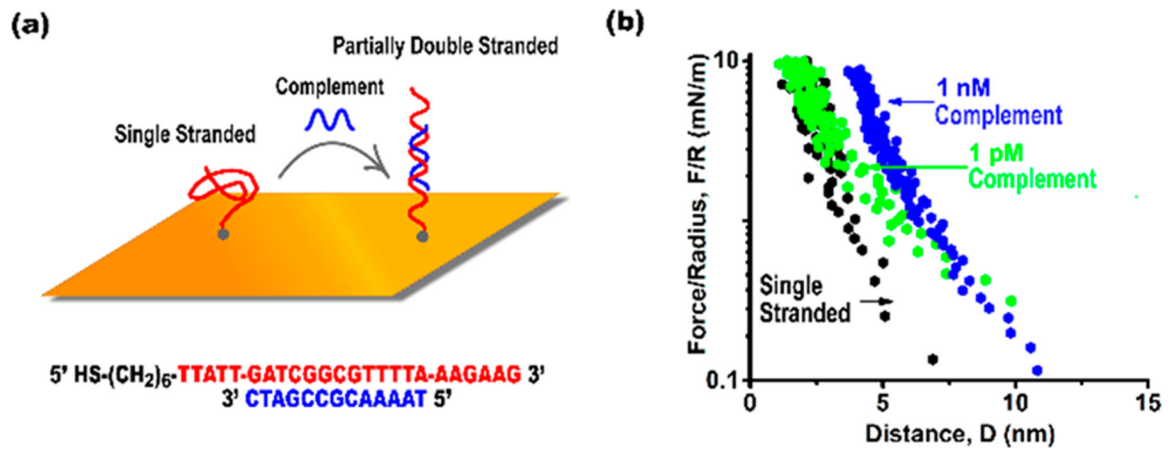 (a)
Partially Double Stranded
Complement
Single Stranded
5' HS-(CH2)6-TTATT-GATCGGCGTTTTA-AAGAAG 3'
3' CTAGCCGCAAAAT 5'
(b)
Force/Radius, F/R (mN/m)
10
1
0.1
1 nM
Complement
1 pM
Complement
Single
Stranded
0
5
10
15
Distance, D (nm)